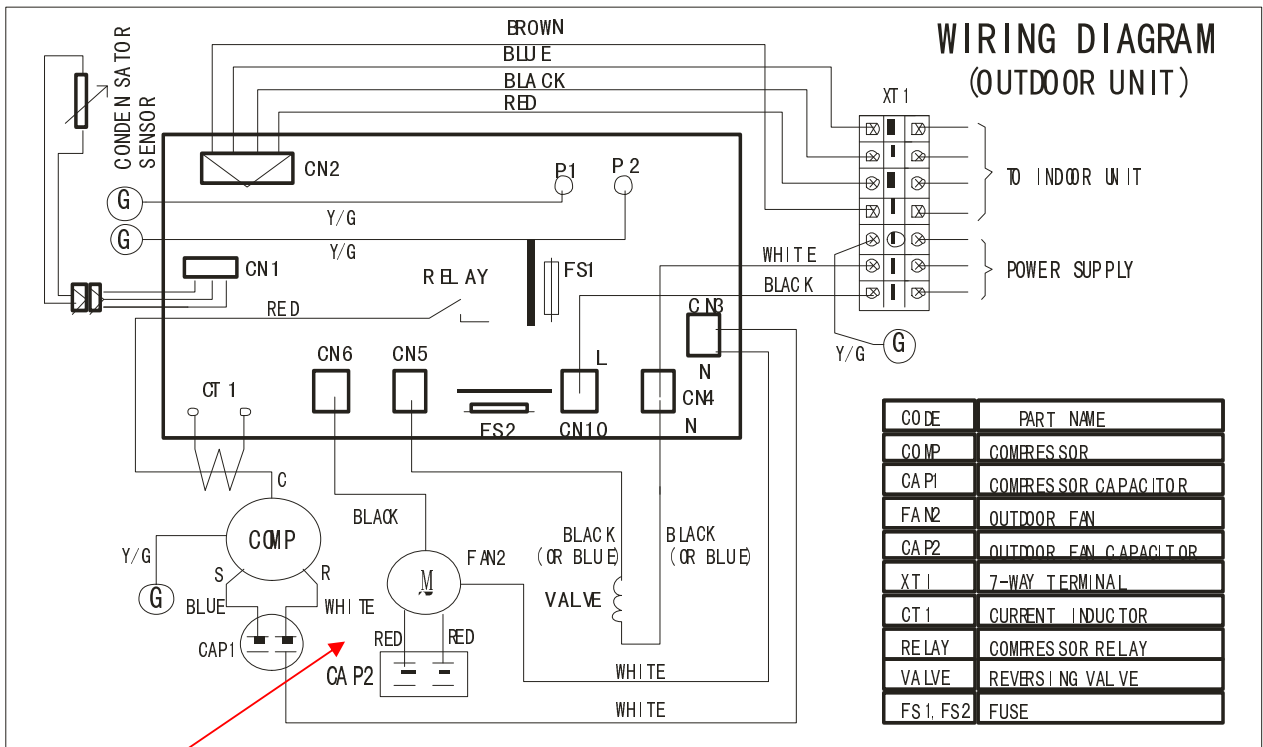 WIRING DIAGRAM
(OUTDOOR UNIT)
BROWN
BLUE
BLACK
RED
XT1
CONDENSATOR
SENSOR
CN2
P1
P2
G
Y/G
G
Y/G
TO INDOOR UNIT
CN1
RELAY
FS1
WHITE
BLACK
POWER SUPPLY
RED
CN3
Y/G
G
CN6
CN5
L
N
CT1
CN4
FS2
CN10
N
C
BLACK
COMP
Y/G
FAN2
BLACK
(OR BLUE)
BLACK
(OR BLUE)
S
R
M
G
BLUE
WHITE
VALVE
CAP1
RED
RED
CAP2
WHITE
WHITE
CODE PART NAME
COMP COMPRESSOR
CAP1 COMPRESSOR CAPACITOR
FAN2 OUTDOOR FAN
CAP2 OUTDOOR FAN CAPACITOR
XT1 7-WAY TERMINAL
CT1 CURRENT INDUCTOR
RELAY COMPRESSOR RELAY
VALVE REVERSING VALVE
FS1, FS2 FUSE